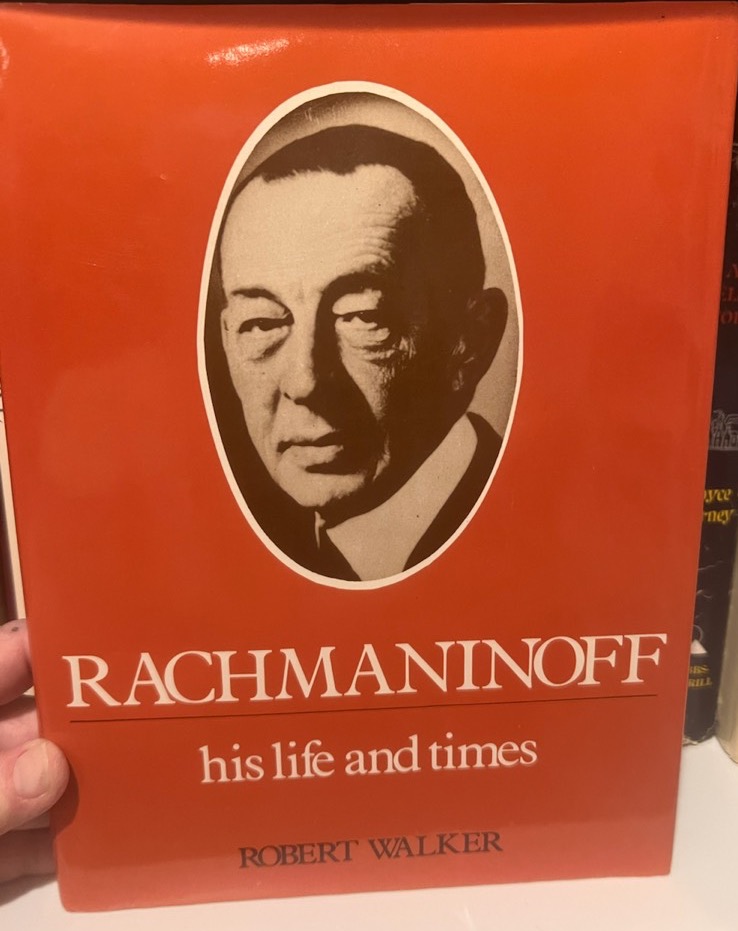 RACHMANINOFF
his life and times
ROBERT WALKER